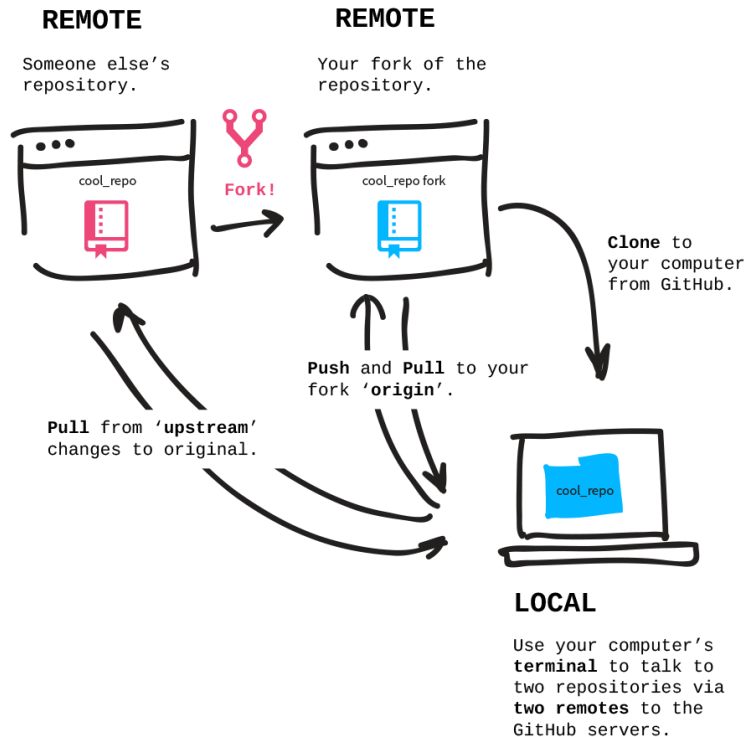 REMOTE
Someone else’s
repository.
cool_repo
Fork!
REMOTE
Your fork of the
repository.
cool_repo fork
Clone to
your computer
from GitHub.
Push and Pull to your
fork ‘origin’.
Pull from ‘upstream’
changes to original.
cool_repo
LOCAL
Use your computer’s
terminal to talk to
two repositories via
two remotes to the
GitHub servers.